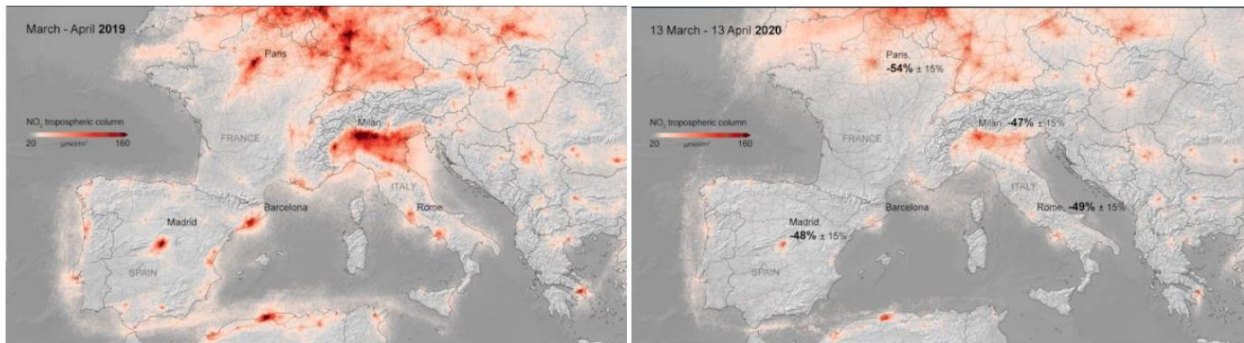 March - April 2019
Paris
NO₂ tropospheric column
20 µmol/m² 160
FRANCE
Milan
ITALY
Barcelona
Rome
Madrid
SPAIN
13 March - 13 April 2020
Paris,
-54% ± 15%
NO₂ tropospheric column
20 µmol/m² 160
FRANCE
Milan, -47% ± 15%
ITALY
Barcelona
Rome, -49% ± 15%
Madrid,
-48% ± 15%
SPAIN